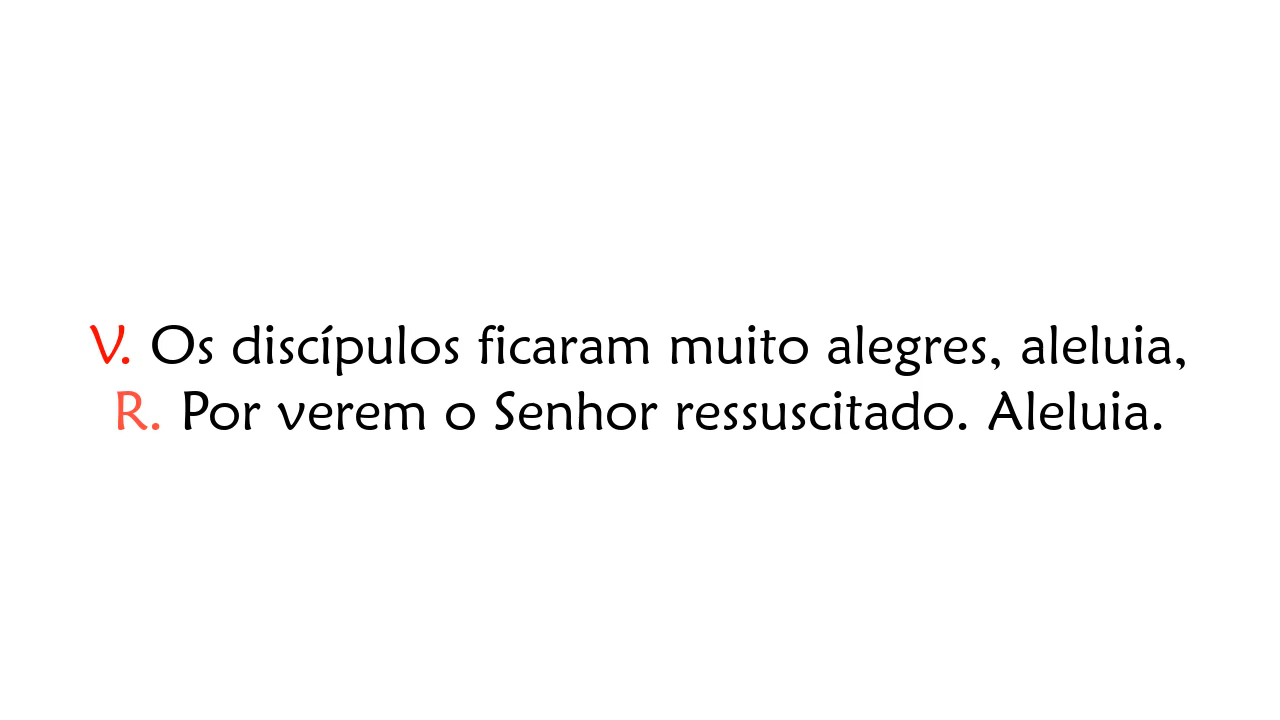 V. Os discípulos ficaram muito alegres, aleluia,
R. Por verem o Senhor ressuscitado. Aleluia.